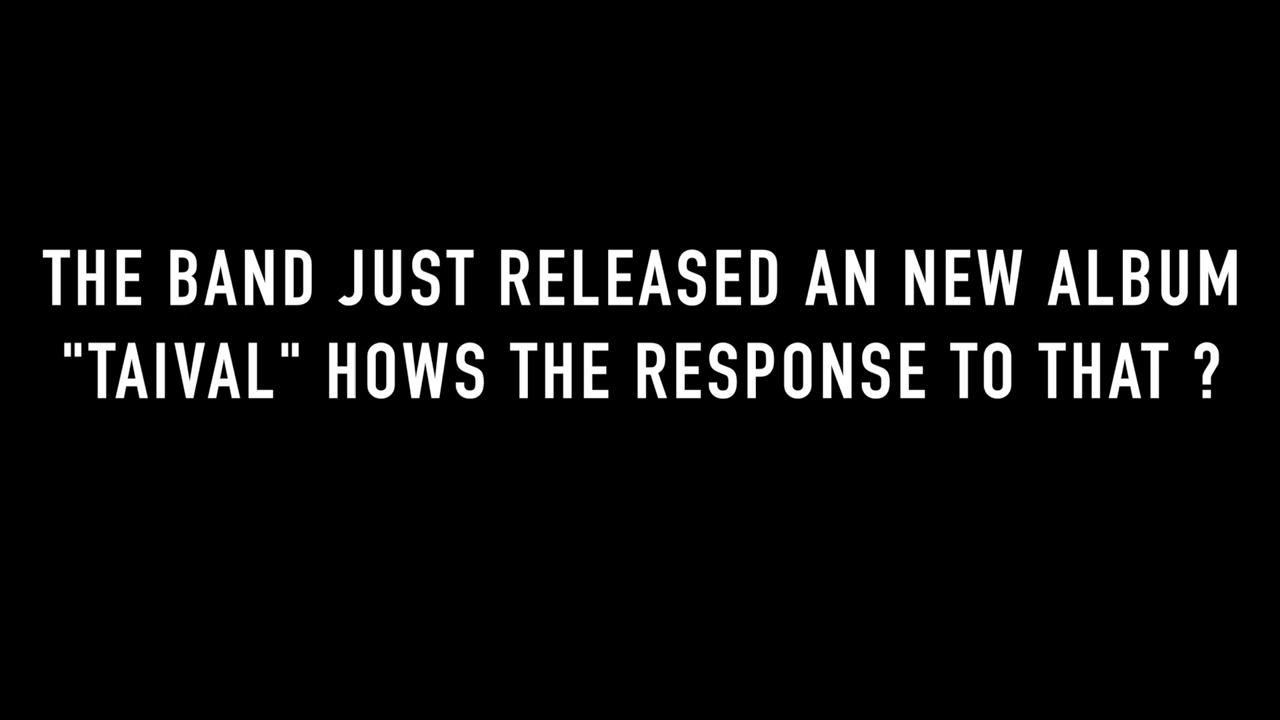 THE BAND JUST RELEASED AN NEW ALBUM
"TAIVAL" HOWS THE RESPONSE TO THAT ?